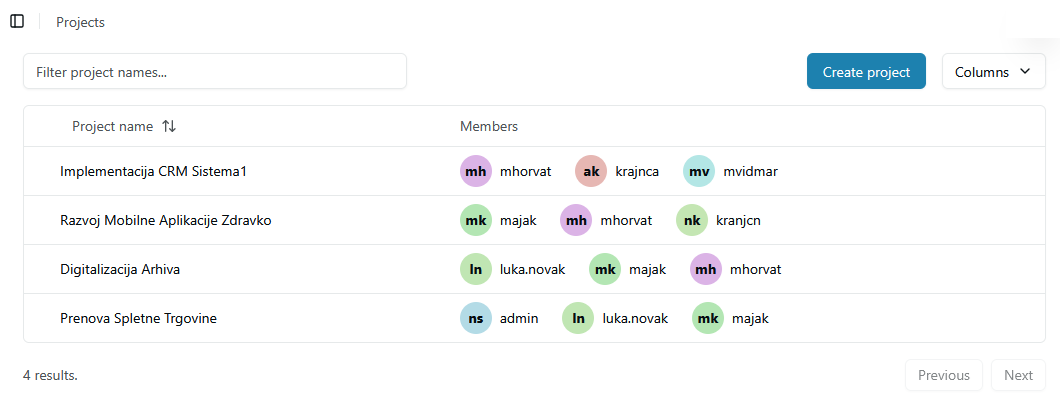 Projects
Filter project names...
Create project
Columns
Project name Members
Implementacija CRM Sistema1 mh mhorvat ak krajnca mv mvidmar
Razvoj Mobilne Aplikacije Zdravko mk majak mh mhorvat nk kranjcn
Digitalizacija Arhiva ln luka.novak mk majak mh mhorvat
Prenova Spletne Trgovine ns admin ln luka.novak mk majak
4 results.
Previous
Next